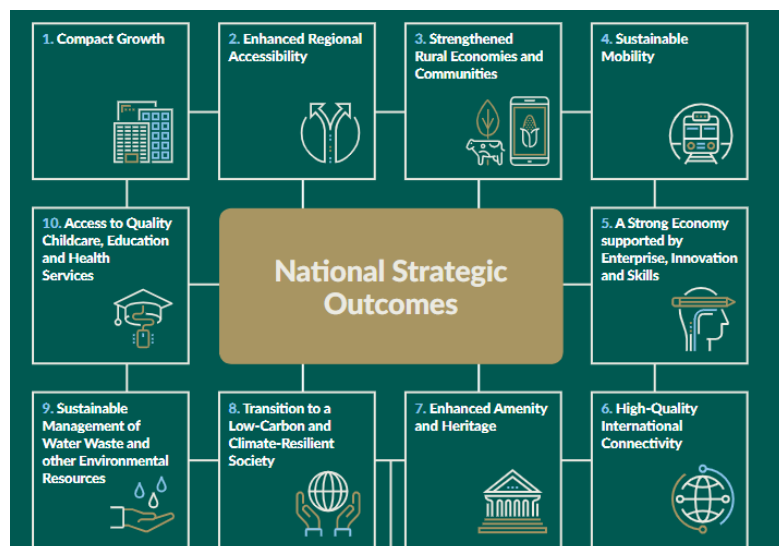 1. Compact Growth
2. Enhanced Regional
Accessibility
3. Strengthened
Rural Economies and
Communities
4. Sustainable
Mobility
10. Access to Quality
Childcare, Education
and Health
Services
National Strategic
Outcomes
5. A Strong Economy
supported by
Enterprise, Innovation
and Skills
9. Sustainable
Management of
Water Waste and
other Environmental
Resources
8. Transition to a
Low-Carbon and
Climate-Resilient
Society
7. Enhanced Amenity
and Heritage
6. High-Quality
International
Connectivity